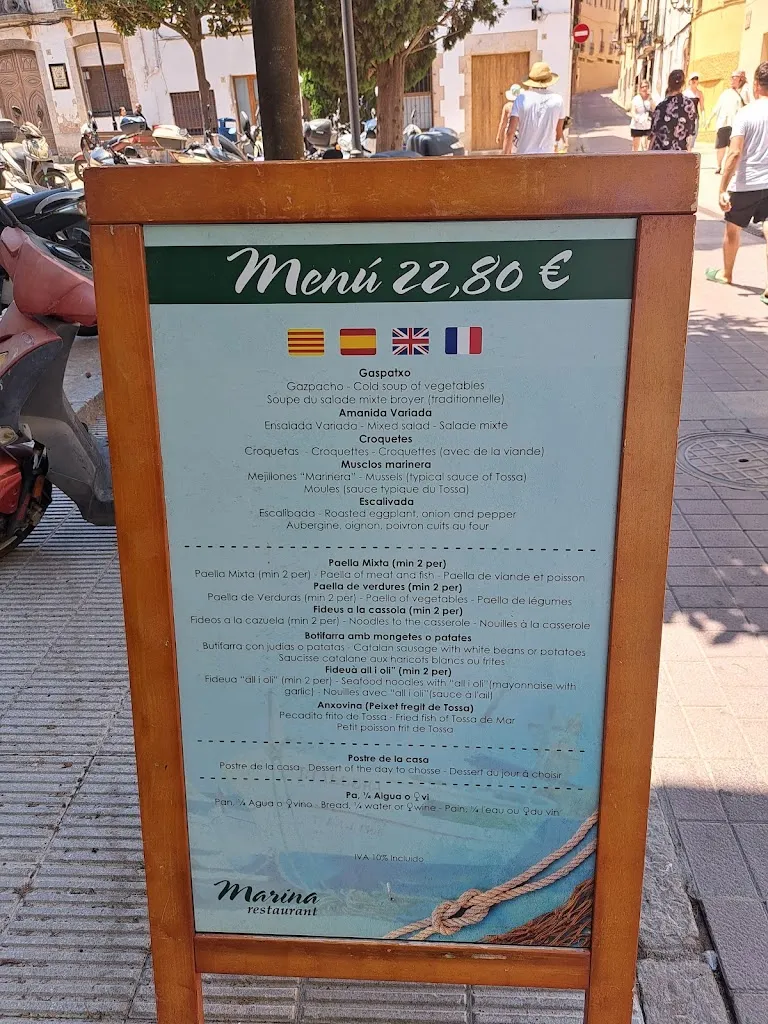 Menú 22,80 €
Gaspatxo
Gazpacho - Cold soup of vegetables
Soupe du salade mixte broyer (traditionnelle)
Amanida Variada
Ensalada Variada - Mixed salad - Salade mixte
Croquetes
Croquetas - Croquettes - Croquettes (avec de la viande)
Musclos marinera
Mejillones "Marinera" - Mussels (typical sauce of Tossa)
Moules (sauce typique du Tossa)
Escalivada
Escalibada - Roasted eggplant, onion and pepper
Aubergine, oignon, poivron cuits au four
Paella Mixta (min 2 per)
Paella Mixta (min 2 per) - Paella of meat and fish - Paella de viande et poisson
Paella de verdures (min 2 per)
Paella de Verduras (min 2 per) - Paella of vegetables - Paella de légumes
Fideus a la cassola (min 2 per)
Fideos a la cazuela (min 2 per) - Noodles to the casserole - Nouilles à la casserole
Botifarra amb mongetes o patates
Butifarra con judias o patatas - Catalan sausage with white beans or potatoes
Saucisse catalane aux haricots blancs ou frites
Fideuà all i oli" (min 2 per)
Fideua "all i oli" (min 2 per) - Seafood noodles with "all i oli"(mayonnaise with
garlic) - Nouilles avec "all i oli"(sauce à l'ail)
Anxovina (Peixet fregit de Tossa)
Pecadito frito de Tossa - Fried fish of Tossa de Mar
Petit poisson frit de Tossa
Postre de la casa
Postre de la casa - Dessert of the day to chosse - Dessert du jour à choisir
Pa, ¼ Aigua o vi
Pan, ¼ Agua o vino - Bread, ¼ water or wine - Pain, ¼ l'eau ou du vin
IVA 10% incluido
Marina
restaurant